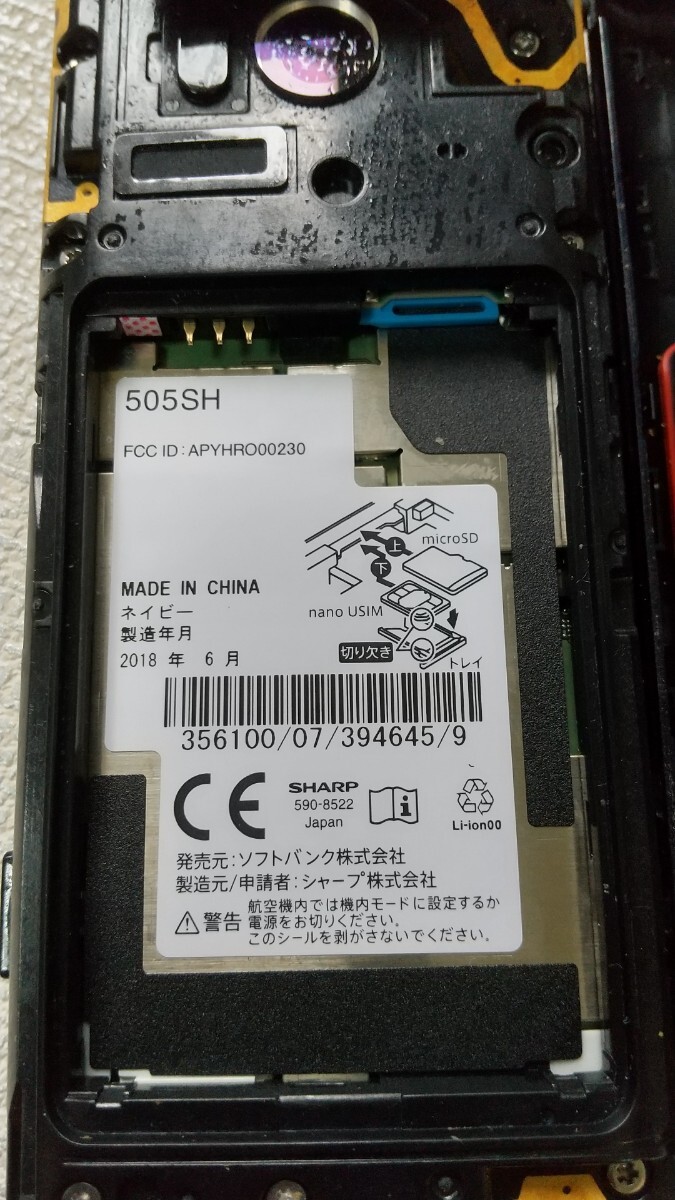 505SH
FCC ID:APYHRO00230
microSD
上
下
nano USIM
切り欠き
トレイ
MADE IN CHINA
ネイビー
製造年月
2018 年 6 月
356100/07/394645/9
CE
SHARP
590-8522
Japan
Li-ion00
発売元:ソフトバンク株式会社
製造元/申請者:シャープ株式会社
警告
航空機内では機内モードに設定するか
電源をお切りください。
このシールを剥がさないでください。